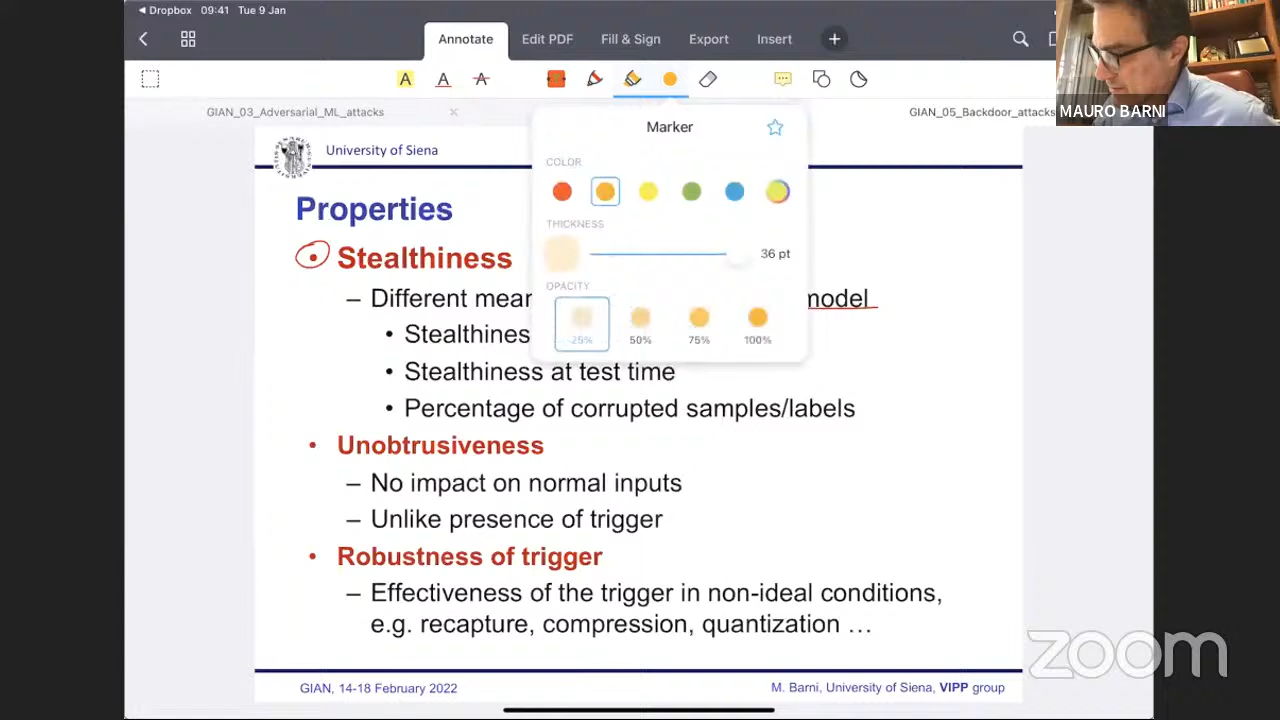 Dropbox 09:41 Tue 9 Jan
Annotate Edit PDF Fill & Sign Export Insert
A A A
GIAN_03_Adversarial_ML_attacks
GIAN_05_Backdoor_attacks
MAURO BARNI
Marker
COLOR
THICKNESS
36 pt
OPACITY
25% 50% 75% 100%
University of Siena
Properties
• Stealthiness
– Different model
• Stealthiness
• Stealthiness at test time
• Percentage of corrupted samples/labels
• Unobtrusiveness
– No impact on normal inputs
– Unlike presence of trigger
• Robustness of trigger
– Effectiveness of the trigger in non-ideal conditions,
e.g. recapture, compression, quantization …
GIAN, 14-18 February 2022
M. Barni, University of Siena, VIPP group
zoom